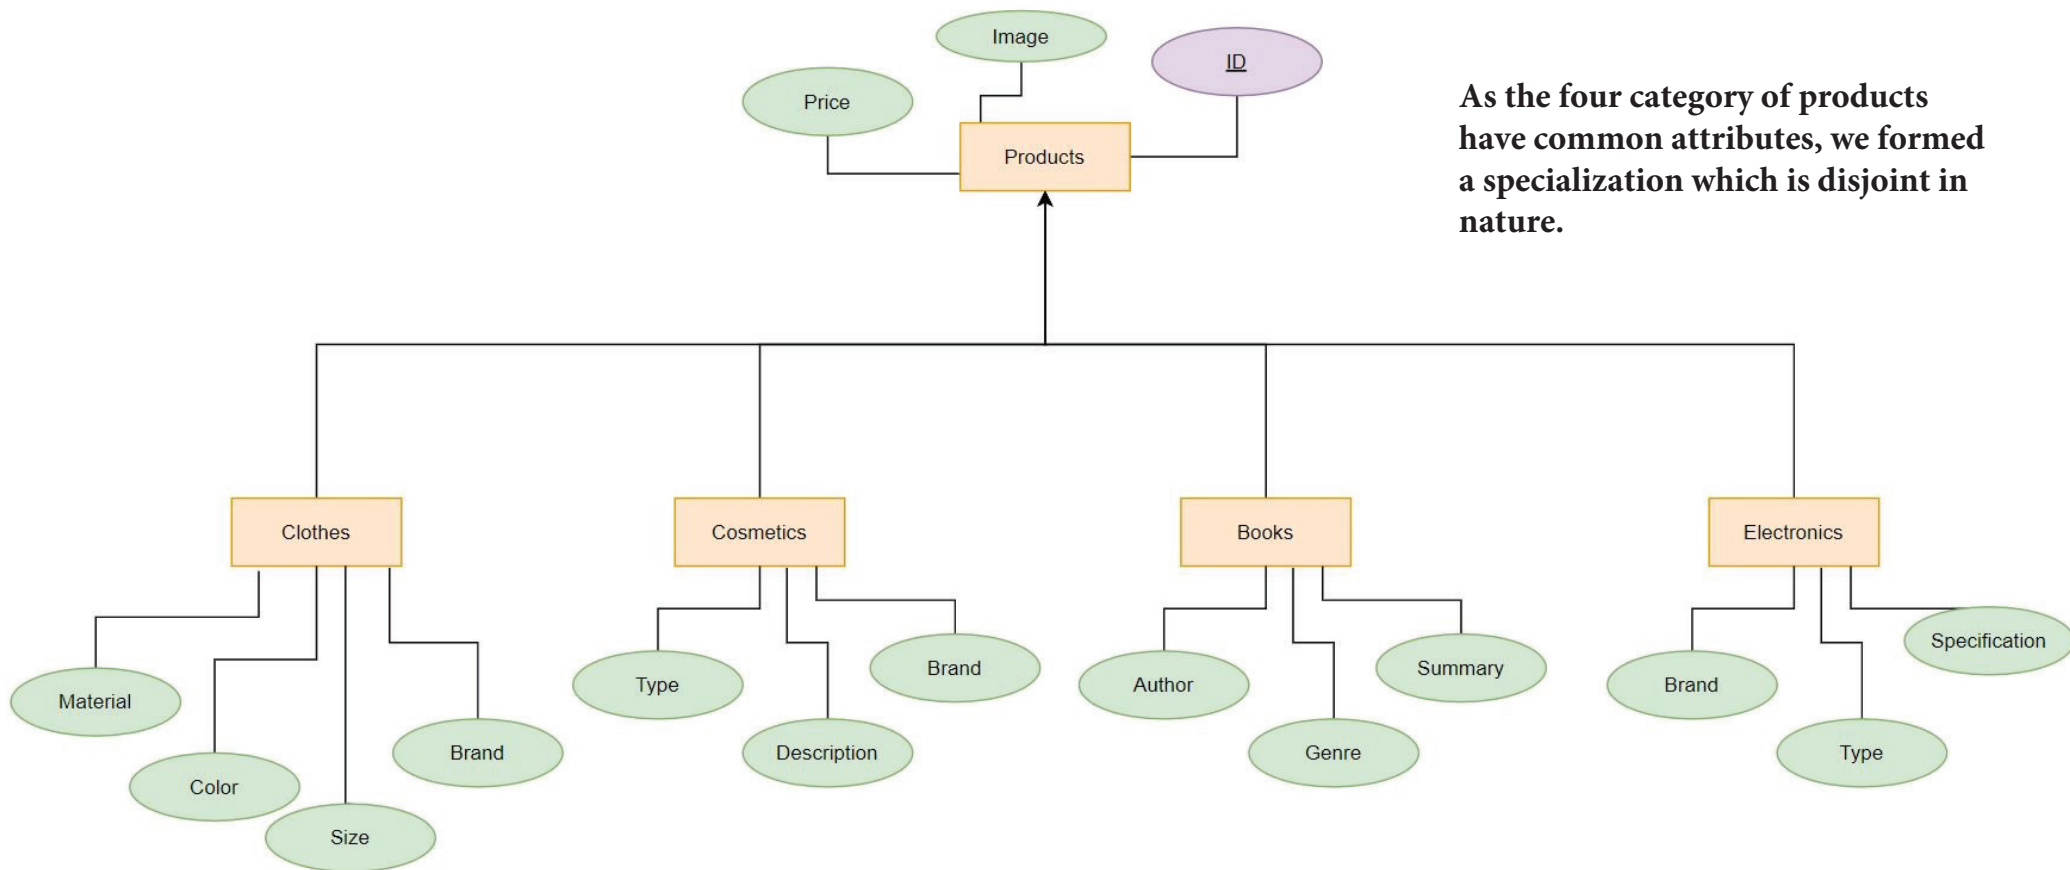 Image
ID
Price
As the four category of products
have common attributes, we formed
a specialization which is disjoint in
nature.
Products
Clothes
Cosmetics
Books
Electronics
Material
Color
Size
Brand
Type
Description
Brand
Author
Genre
Summary
Brand
Type
Specification